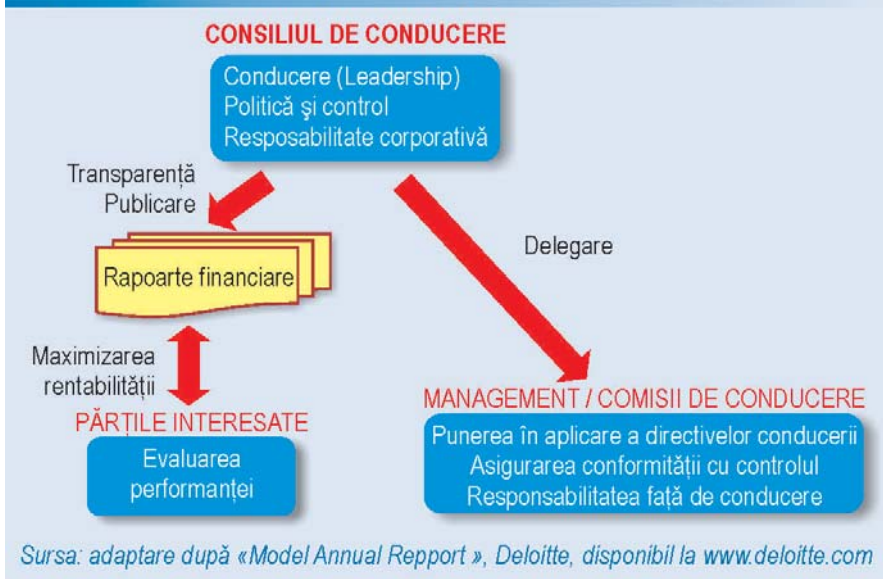 CONSILIUL DE CONDUCERE
Conducere (Leadership)
Politică şi control
Resposabilitate corporativă
Transparență
Publicare
Rapoarte financiare
Delegare
Maximizarea
rentabilității
PĂRȚILE INTERESATE
Evaluarea
performanței
MANAGEMENT / COMISII DE CONDUCERE
Punerea în aplicare a directivelor conducerii
Asigurarea conformității cu controlul
Responsabilitatea față de conducere
Sursa: adaptare după «Model Annual Repport », Deloitte, disponibil la www.deloitte.com